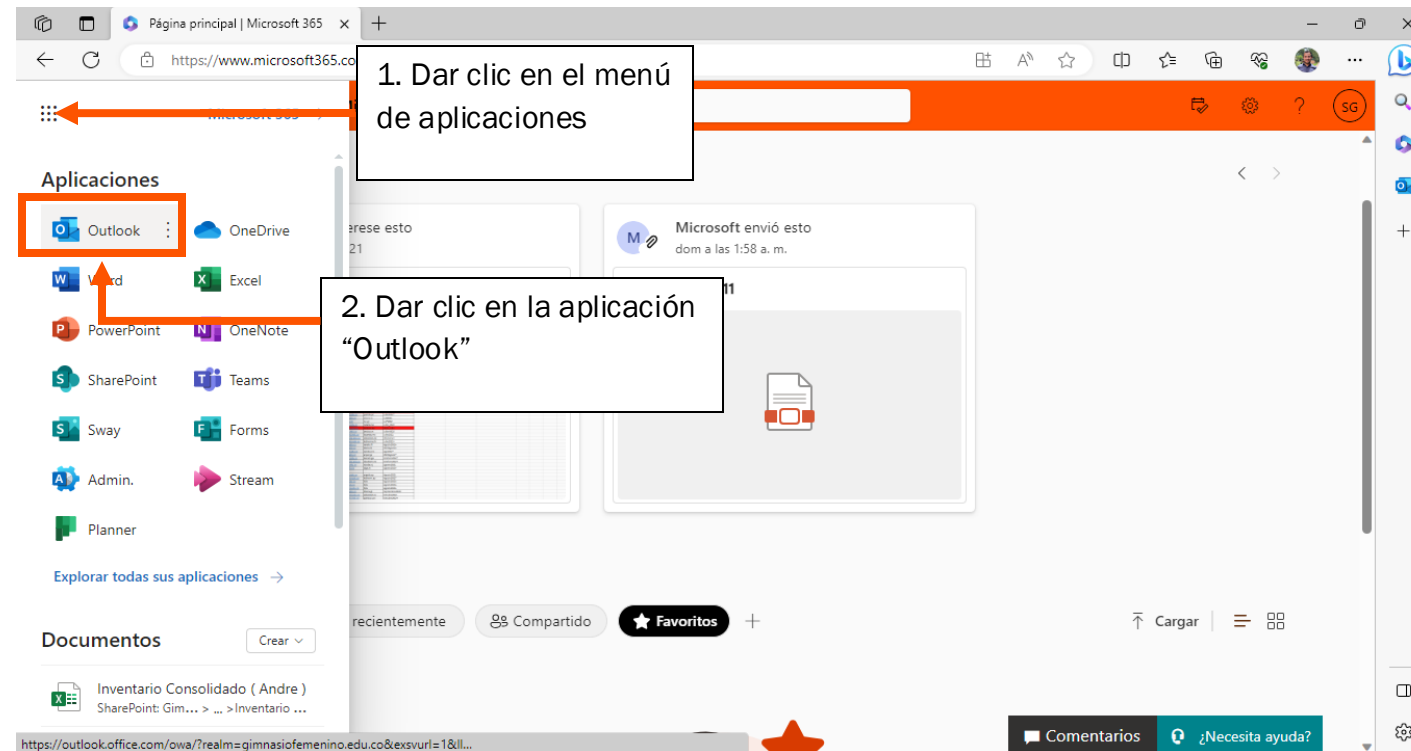 Página principal | Microsoft 365
https://www.microsoft365.co
1. Dar clic en el menú
de aplicaciones
SG
Aplicaciones
Outlook
OneDrive
Excel
PowerPoint
OneNote
SharePoint
Teams
Sway
Forms
Admin.
Stream
Planner
Explorar todas sus aplicaciones
2. Dar clic en la aplicación
“Outlook”
erese esto
21
M
Microsoft envió esto
dom a las 1:58 a. m.
11
recientemente
Compartido
Favoritos
Cargar
Documentos
Crear
Inventario Consolidado ( Andre )
SharePoint: Gim... > ... >Inventario ...
Comentarios
¿Necesita ayuda?
https://outlook.office.com/owa/?realm=gimnasiofemenino.edu.co&exsvurl=1&ll...